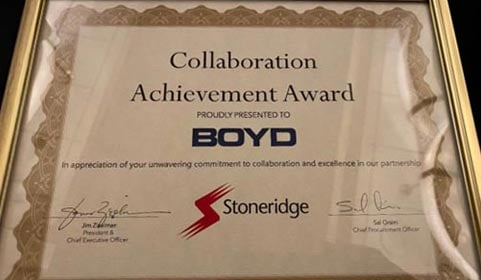 Collaboration
Achievement Award
PROUDLY PRESENTED TO
BOYD
In appreciation of your unwavering commitment to collaboration and excellence in our partnership
Stoneridge
Jim Zizelman
President &
Chief Executive Officer
Sal Orsini
Chief Procurement Officer